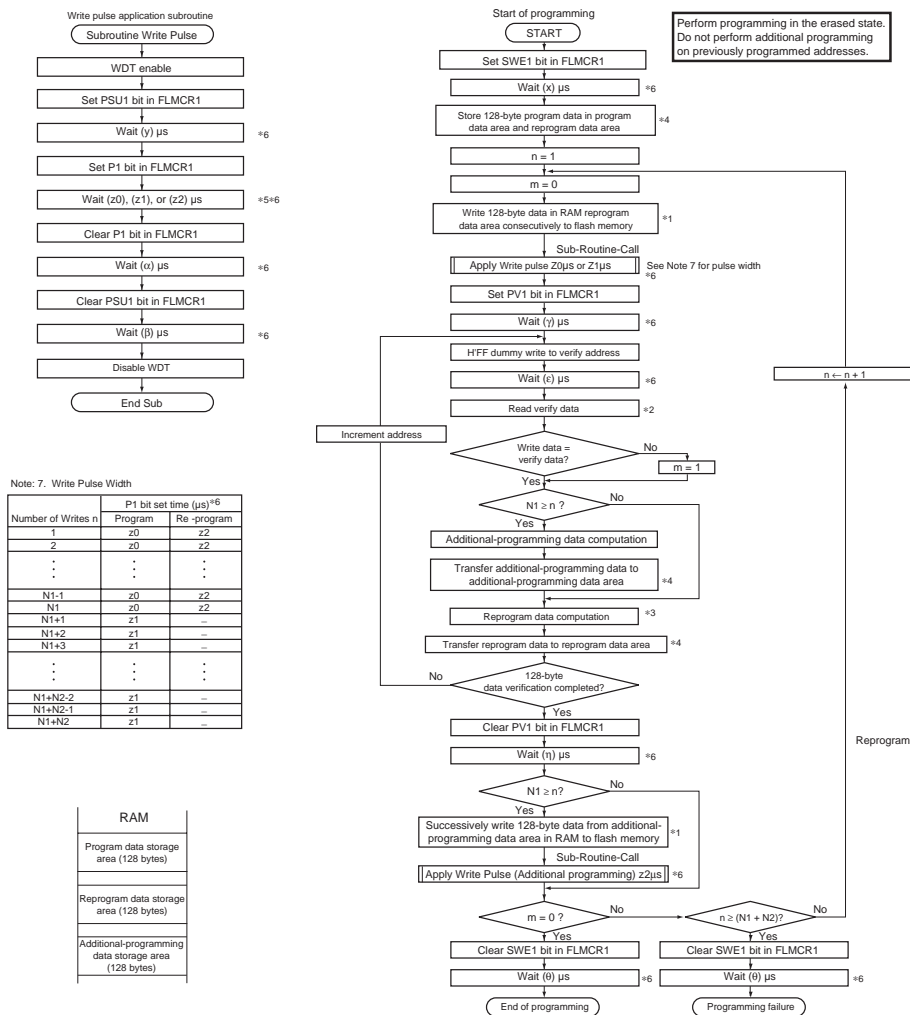 Write pulse application subroutine
Subroutine Write Pulse
WDT enable
Set PSU1 bit in FLMCR1
Wait (y) µs
*6
Set P1 bit in FLMCR1
Wait (z0), (z1), or (z2) µs
*5*6
Clear P1 bit in FLMCR1
Wait (α) µs
*6
Clear PSU1 bit in FLMCR1
Wait (β) µs
*6
Disable WDT
End Sub
Note: 7. Write Pulse Width
P1 bit set time (µs)*6
Number of Writes n Program Re -program
1 z0 z2
2 z0 z2
N1-1 z0 z2
N1 z0 z2
N1+1 z1 –
N1+2 z1 –
N1+3 z1 –
N1+N2-2 z1 –
N1+N2-1 z1 –
N1+N2 z1 –
RAM
Program data storage
area (128 bytes)
Reprogram data storage
area (128 bytes)
Additional-programming
data storage area
(128 bytes)
Start of programming
START
Set SWE1 bit in FLMCR1
Wait (x) µs
*6
Store 128-byte program data in program
data area and reprogram data area
*4
n = 1
m = 0
Write 128-byte data in RAM reprogram
data area consecutively to flash memory
*1
Sub-Routine-Call
Apply Write pulse Z0µs or Z1µs
See Note 7 for pulse width
*6
Set PV1 bit in FLMCR1
Wait (γ) µs
*6
H'FF dummy write to verify address
Wait (ε) µs
*6
Read verify data
*2
Increment address
Write data =
verify data?
No
m = 1
Yes
N1 ≥ n ?
No
Yes
Additional-programming data computation
Transfer additional-programming data to
additional-programming data area
*4
Reprogram data computation
*3
Transfer reprogram data to reprogram data area
*4
128-byte
data verification completed?
No
Yes
Clear PV1 bit in FLMCR1
Wait (η) µs
*6
N1 ≥ n?
No
Yes
Successively write 128-byte data from additional-
programming data area in RAM to flash memory
*1
Sub-Routine-Call
Apply Write Pulse (Additional programming) z2µs
*6
m = 0 ?
No
Yes
Clear SWE1 bit in FLMCR1
Wait (θ) µs
*6
End of programming
n ≥ (N1 + N2)?
No
Yes
Clear SWE1 bit in FLMCR1
Wait (θ) µs
*6
Programming failure
n ← n + 1
Reprogram
Perform programming in the erased state.
Do not perform additional programming
on previously programmed addresses.